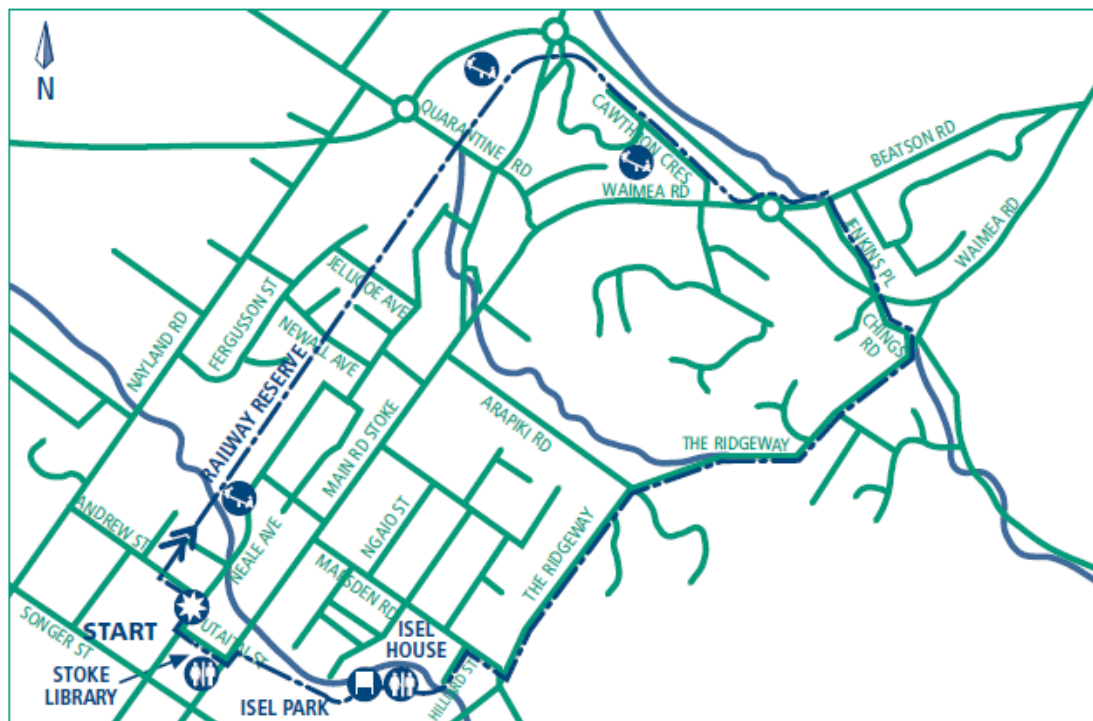 N
QUARANTINE RD
CAWTHRON CRES
BEATSON RD
WAIMEA RD
WAIMEA RD
JENKINS PL
JELLICOE AVE
FERGUSSON ST
NEWALL AVE
NAYLAND RD
CHINGS RD
RAILWAY RESERVE
MAIN RD STOKE
ARAPIKI RD
THE RIDGEWAY
ANDREW ST
NEALE AVE
NGAIO ST
MARSDEN RD
THE RIDGEWAY
SONGER ST
START
PUTAITAI ST
ISEL
HOUSE
STOKE
LIBRARY
ISEL PARK
HILLIARD ST